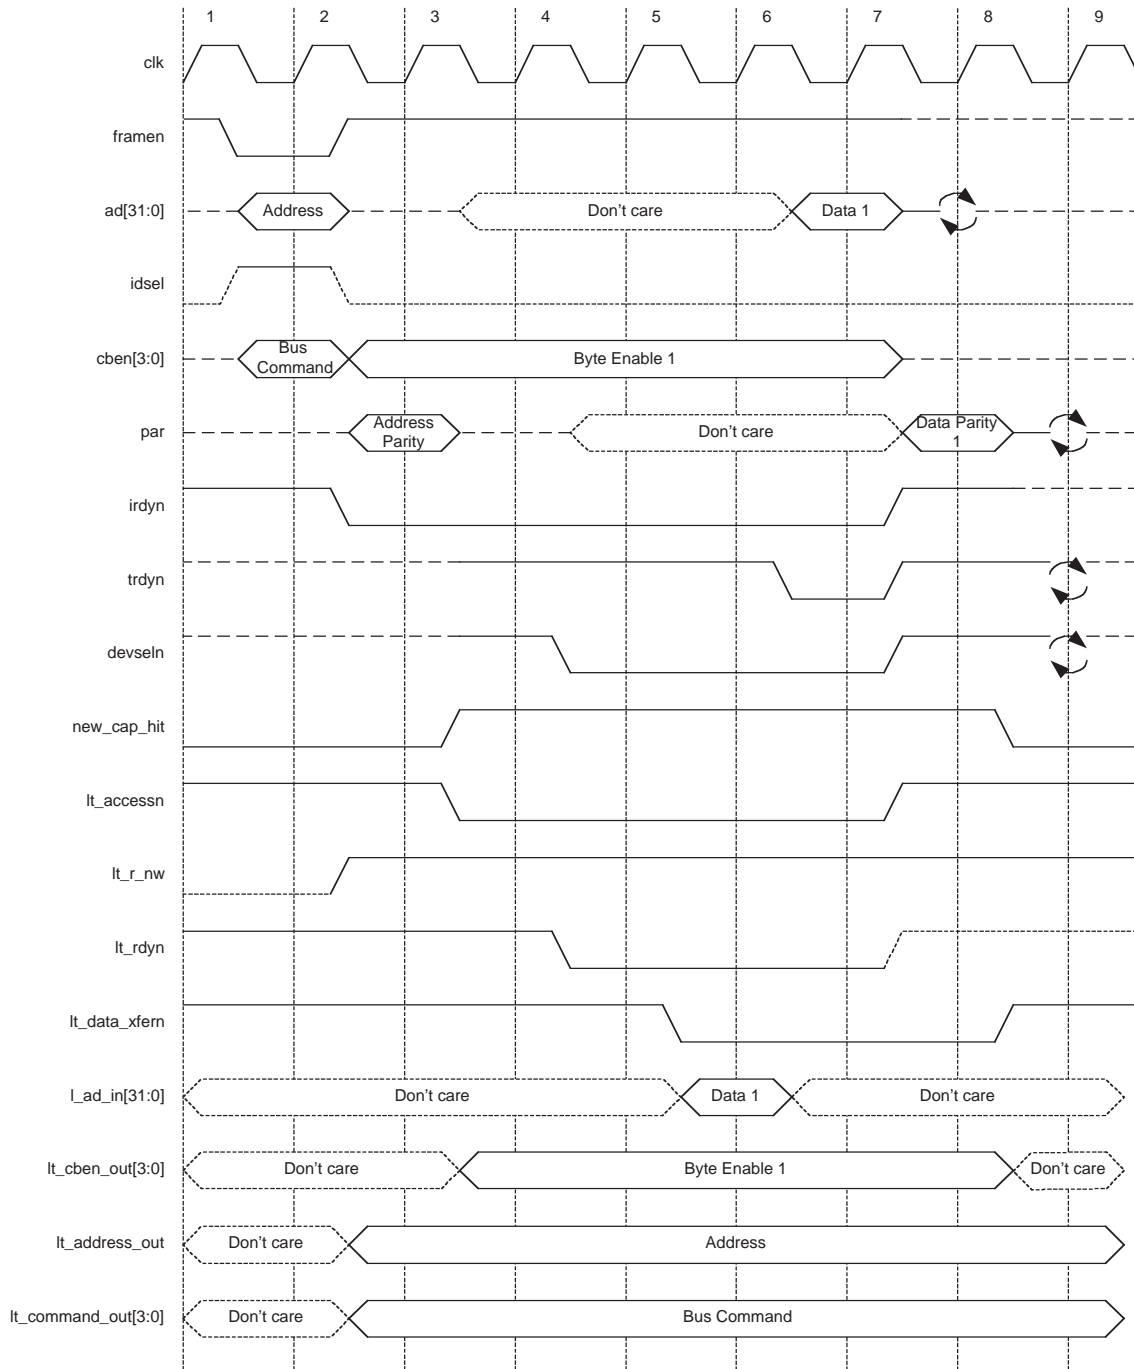 1 2 3 4 5 6 7 8 9
clk
framen
ad[31:0] Address Don't care Data 1
idsel
cben[3:0] Bus Command Byte Enable 1
par Address Parity Don't care Data Parity 1
irdyn
trdyn
devseln
new_cap_hit
lt_accessn
lt_r_nw
lt_rdyn
lt_data_xfern
l_ad_in[31:0] Don't care Data 1 Don't care
lt_cben_out[3:0] Don't care Byte Enable 1 Don't care
lt_address_out Don't care Address
lt_command_out[3:0] Don't care Bus Command